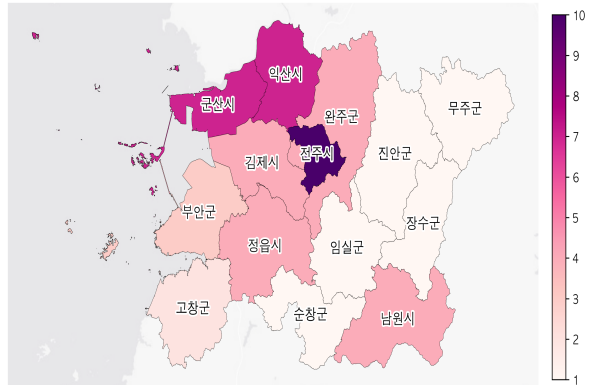 익산시
군산시
완주군
무주군
전주시
김제시
진안군
부안군
장수군
정읍시
임실군
고창군
순창군
남원시
10
9
8
7
6
5
4
3
2
1